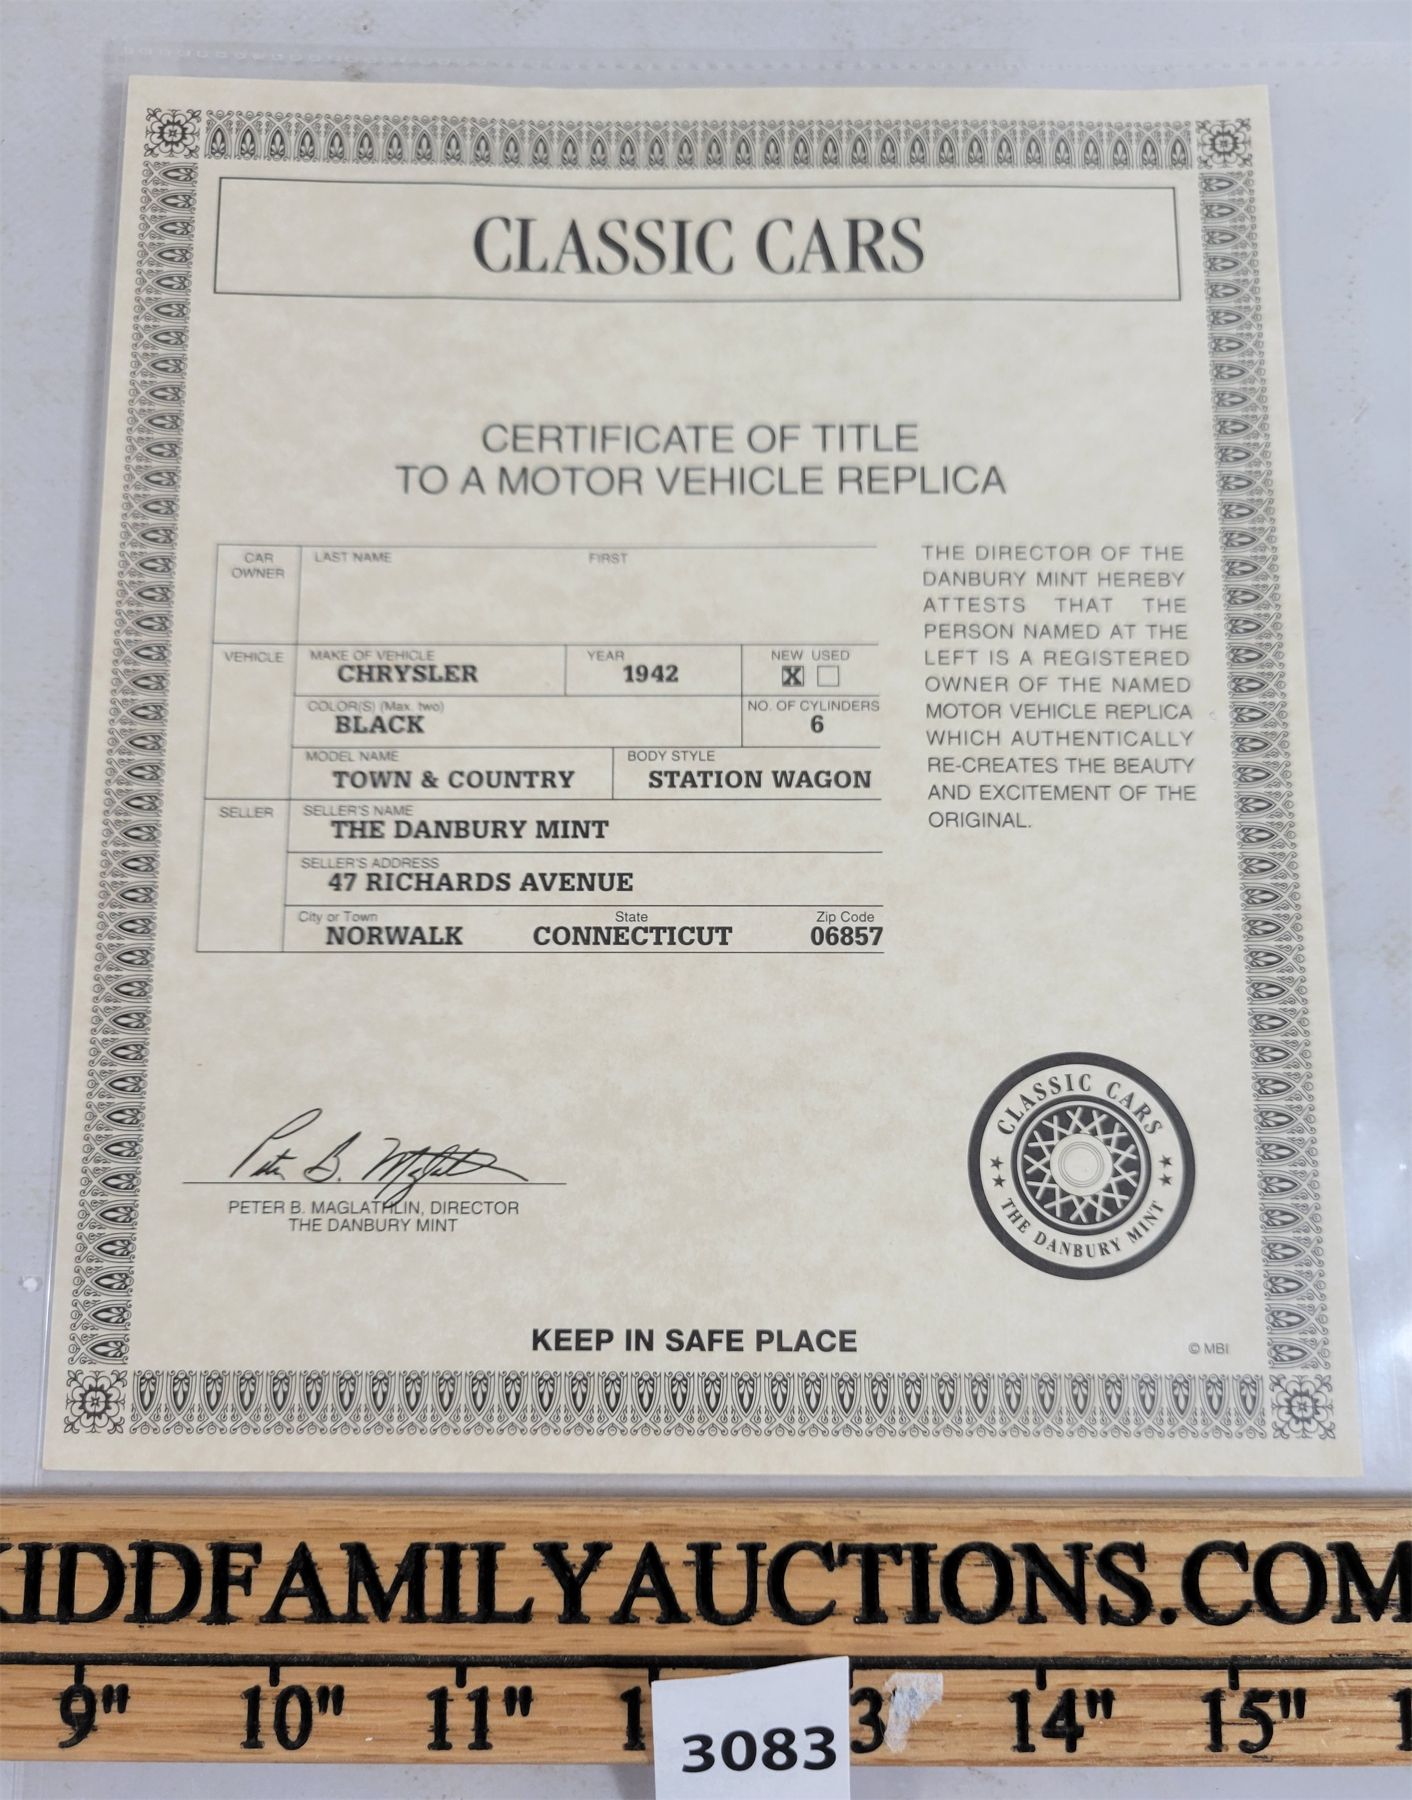 CLASSIC CARS
CERTIFICATE OF TITLE
TO A MOTOR VEHICLE REPLICA
CAR OWNER
LAST NAME FIRST
VEHICLE
MAKE OF VEHICLE YEAR NEW USED
CHRYSLER 1942 X
COLOR(S) (Max. two) NO. OF CYLINDERS
BLACK 6
MODEL NAME BODY STYLE
TOWN & COUNTRY STATION WAGON
SELLER
SELLER'S NAME
THE DANBURY MINT
SELLER'S ADDRESS
47 RICHARDS AVENUE
City or Town State Zip Code
NORWALK CONNECTICUT 06857
THE DIRECTOR OF THE
DANBURY MINT HEREBY
ATTESTS THAT THE
PERSON NAMED AT THE
LEFT IS A REGISTERED
OWNER OF THE NAMED
MOTOR VEHICLE REPLICA
WHICH AUTHENTICALLY
RE-CREATES THE BEAUTY
AND EXCITEMENT OF THE
ORIGINAL.
Peter B. Maglathlin
PETER B. MAGLATHLIN, DIRECTOR
THE DANBURY MINT
CLASSIC CARS
THE DANBURY MINT
KEEP IN SAFE PLACE
© MBI
KIDDFAMILYAUCTIONS.COM
9" 10" 11" 1 3 14" 15" 1
3083